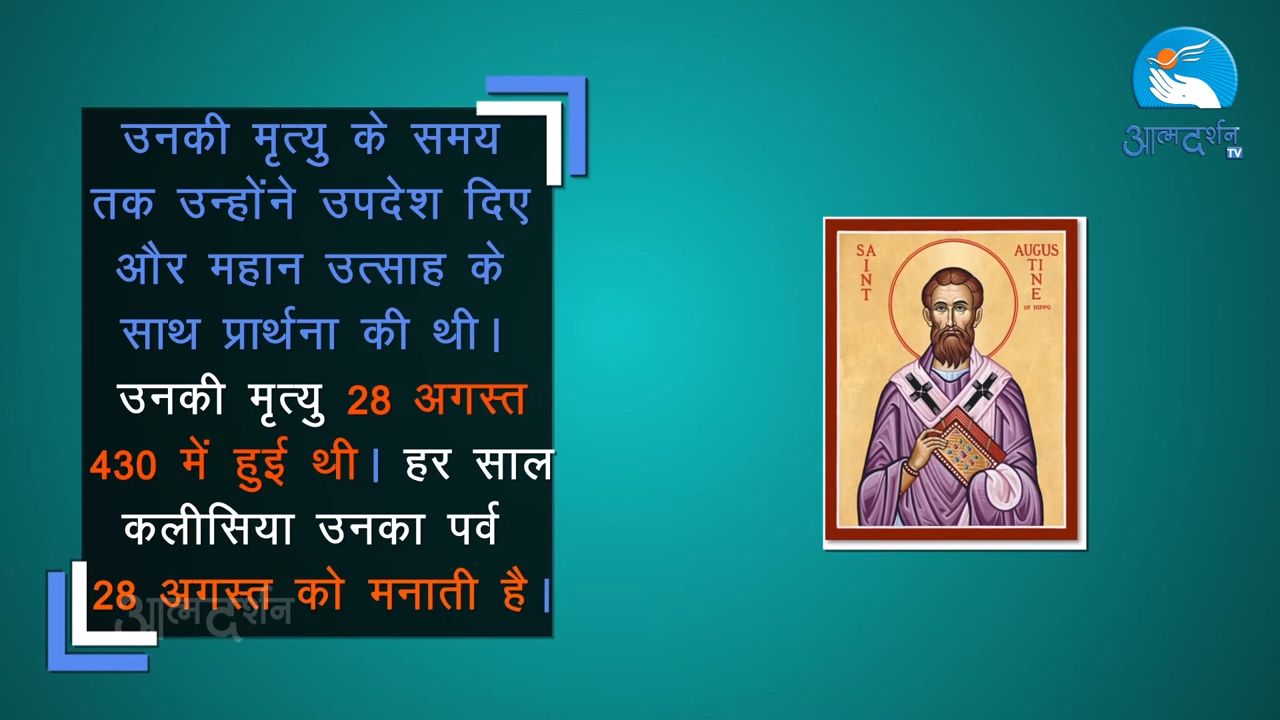 उनकी मृत्यु के समय
तक उन्होंने उपदेश दिए
और महान उत्साह के
साथ प्रार्थना की थी|
उनकी मृत्यु 28 अगस्त
430 में हुई थी| हर साल
कलीसिया उनका पर्व
28 अगस्त को मनाती है|
आत्मदर्शन
आत्मदर्शन
TV
SAINT
AUGUSTINE
OF HIPPO